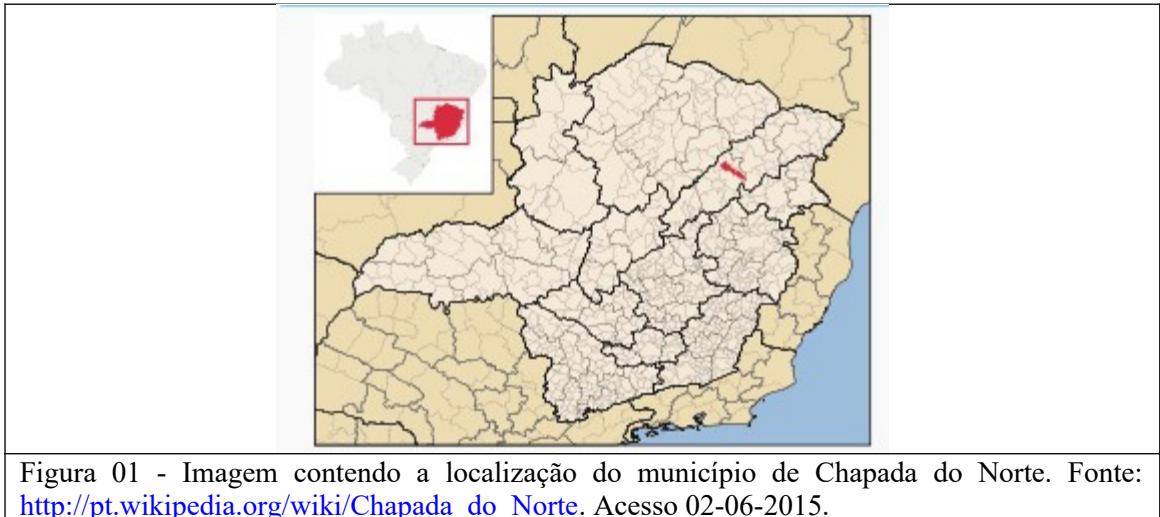 Figura 01 - Imagem contendo a localização do município de Chapada do Norte. Fonte:
http://pt.wikipedia.org/wiki/Chapada_do_Norte. Acesso 02-06-2015.